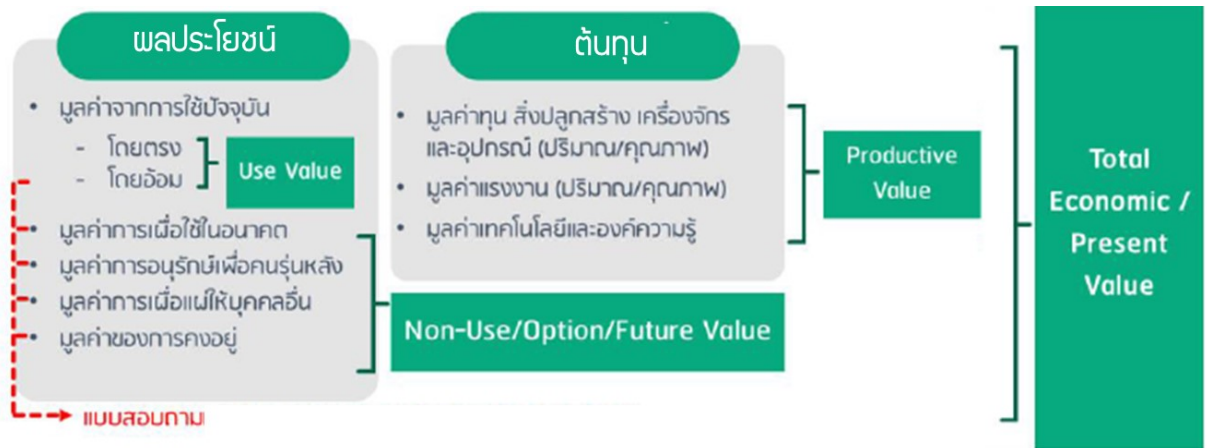 ผลประโยชน์
• มูลค่าจากการใช้ปัจจุบัน
- โดยตรง
- โดยอ้อม
Use Value
• มูลค่าการเผื่อใช้ในอนาคต
• มูลค่าการอนุรักษ์เพื่อคนรุ่นหลัง
• มูลค่าการเผื่อแผ่ให้บุคคลอื่น
• มูลค่าของการคงอยู่
แบบสอบถาม
ต้นทุน
• มูลค่าทุน สิ่งปลูกสร้าง เครื่องจักร
และอุปกรณ์ (ปริมาณ/คุณภาพ)
• มูลค่าแรงงาน (ปริมาณ/คุณภาพ)
• มูลค่าเทคโนโลยีและองค์ความรู้
Productive
Value
Non-Use/Option/Future Value
Total
Economic /
Present
Value